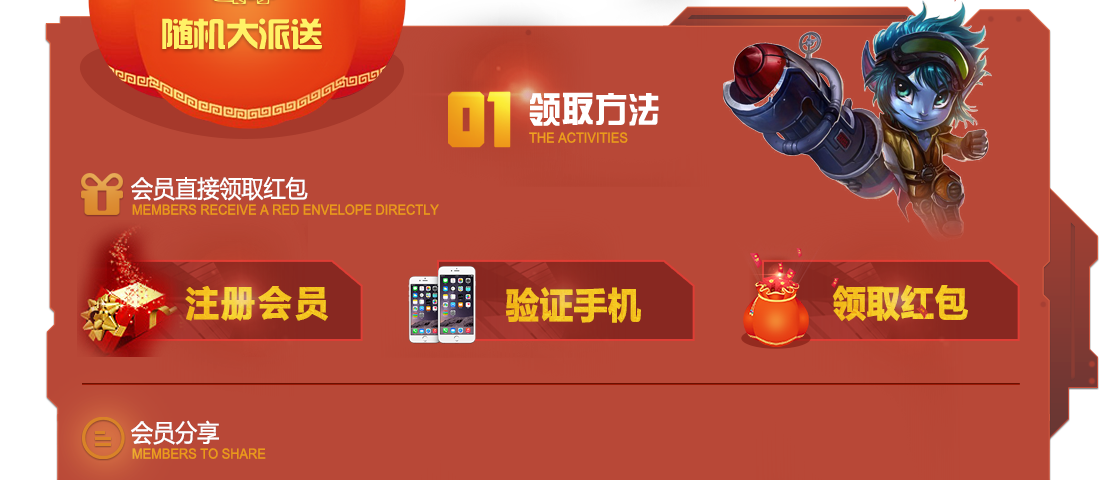 随机大派送
01 领取方法
THE ACTIVITIES
会员直接领取红包
MEMBERS RECEIVE A RED ENVELOPE DIRECTLY
注册会员
验证手机
领取红包
会员分享
MEMBERS TO SHARE